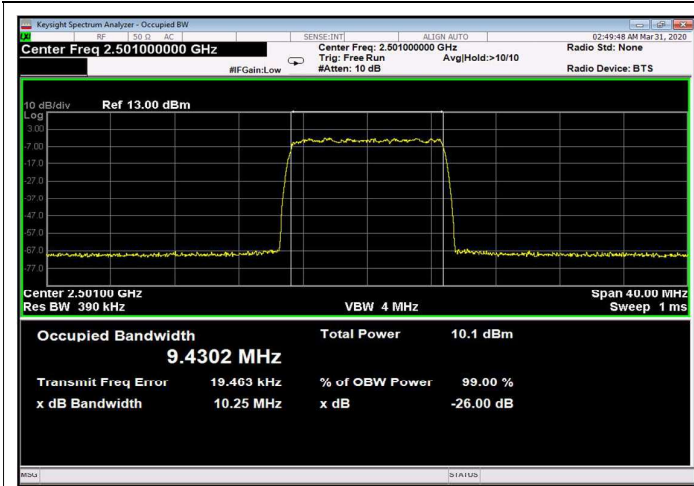 Keysight Spectrum Analyzer - Occupied BW
RF 50 Ω AC SENSE:INT ALIGN AUTO 02:49:48 AM Mar 31, 2020
Center Freq 2.501000000 GHz Center Freq: 2.501000000 GHz Radio Std: None
Trig: Free Run Avg|Hold:>10/10
#IFGain:Low #Atten: 10 dB Radio Device: BTS
10 dB/div Ref 13.00 dBm
Log
3.00
-7.00
-17.0
-27.0
-37.0
-47.0
-57.0
-67.0
-77.0
Center 2.50100 GHz Span 40.00 MHz
Res BW 390 kHz VBW 4 MHz Sweep 1 ms
Occupied Bandwidth Total Power 10.1 dBm
9.4302 MHz
Transmit Freq Error 19.463 kHz % of OBW Power 99.00 %
x dB Bandwidth 10.25 MHz x dB -26.00 dB
MSG STATUS